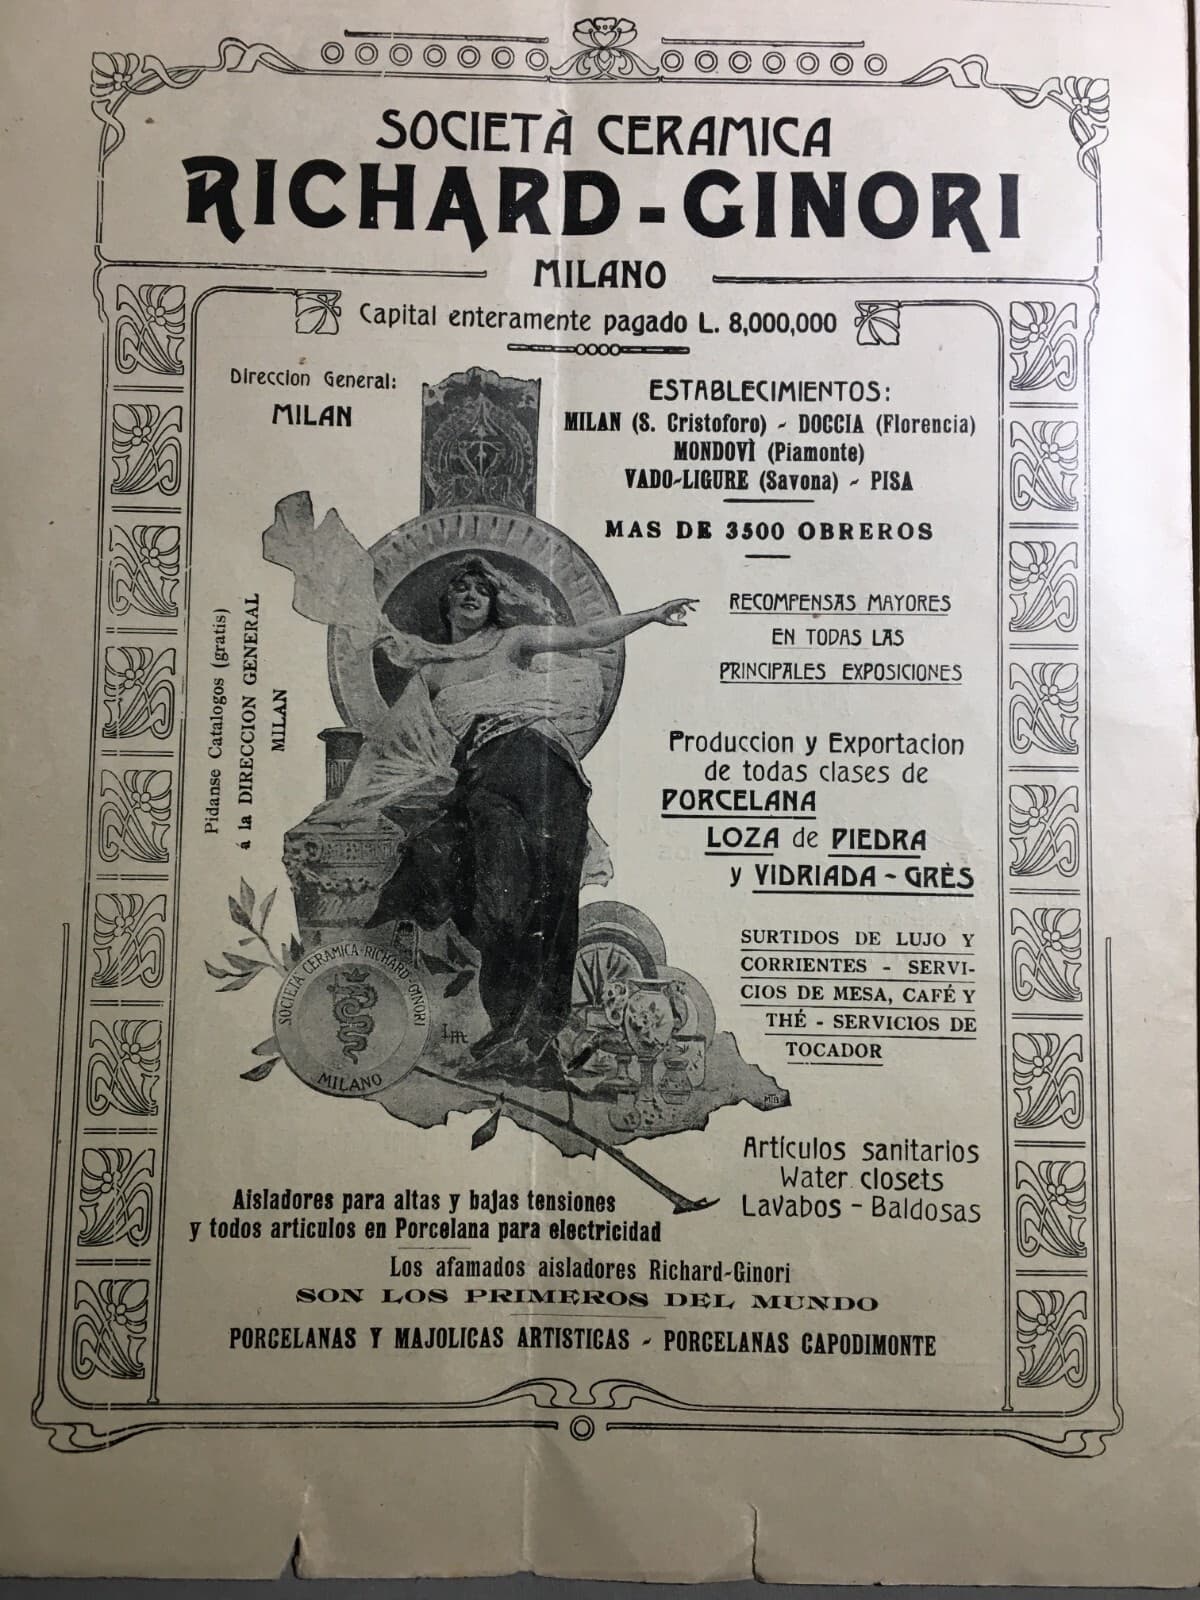 SOCIETÀ CERAMICA
RICHARD-GINORI
MILANO
Capital enteramente pagado L. 8,000,000
Direccion General:
MILAN
ESTABLECIMIENTOS:
MILAN (S. Cristoforo) - DOCCIA (Florencia)
MONDOVÌ (Piamonte)
VADO-LIGURE (Savona) - PISA
MAS DE 3500 OBREROS
RECOMPENSAS MAYORES
EN TODAS LAS
PRINCIPALES EXPOSICIONES
Pidanse Catalogos (gratis)
á la DIRECCION GENERAL
MILAN
Produccion y Exportacion
de todas clases de
PORCELANA
LOZA de PIEDRA
y VIDRIADA - GRÈS
SURTIDOS DE LUJO Y
CORRIENTES - SERVI-
CIOS DE MESA, CAFÉ Y
THÉ - SERVICIOS DE
TOCADOR
SOCIETÀ CERAMICA·RICHARD-GINORI
MILANO
Artículos sanitarios
Water closets
Lavabos - Baldosas
Aisladores para altas y bajas tensiones
y todos articulos en Porcelana para electricidad
Los afamados aisladores Richard-Ginori
SON LOS PRIMEROS DEL MUNDO
PORCELANAS Y MAJOLICAS ARTISTICAS - PORCELANAS CAPODIMONTE